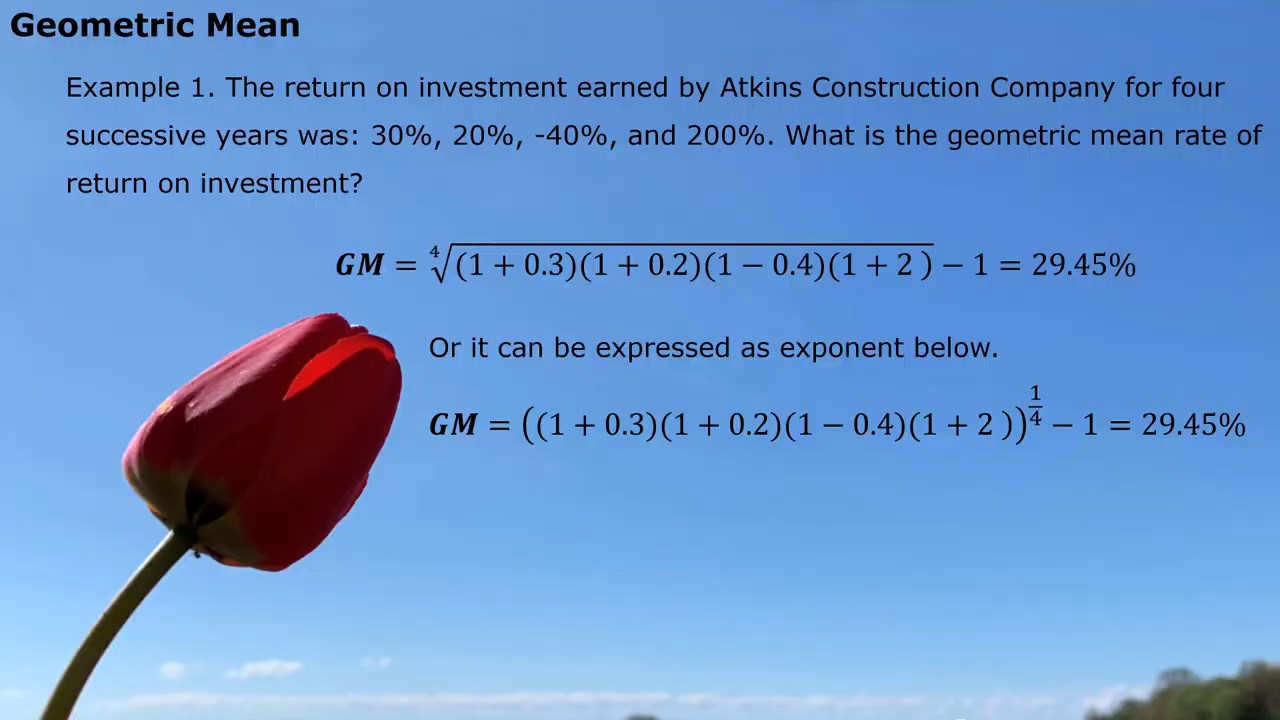 Geometric Mean
Example 1. The return on investment earned by Atkins Construction Company for four
successive years was: 30%, 20%, -40%, and 200%. What is the geometric mean rate of
return on investment?
GM = ∜(1 + 0.3)(1 + 0.2)(1 − 0.4)(1 + 2 ) − 1 = 29.45%
Or it can be expressed as exponent below.
GM = ((1 + 0.3)(1 + 0.2)(1 − 0.4)(1 + 2 ))^(1/4) − 1 = 29.45%